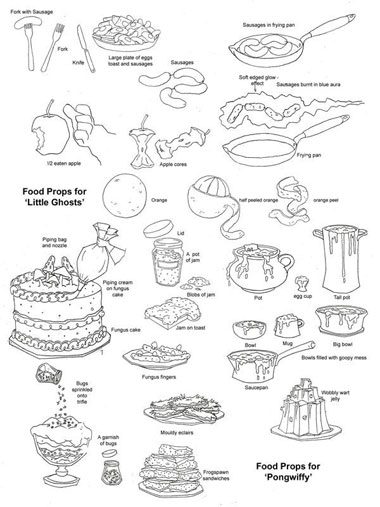 Fork with Sausage
Fork
Knife
Large plate of eggs
toast and sausages
Sausages
Sausages in frying pan
Soft edged glow -
effect
Sausages burnt in blue aura
Frying pan
1/2 eaten apple
Apple cores
Food Props for
'Little Ghosts'
Orange
half peeled orange
orange peel
Piping bag
and nozzle
Piping cream
on fungus
cake
Fungus cake
Lid
A pot
of jam
Blobs of jam
Jam on toast
Pot
egg cup
Tall pot
Bowl
Mug
Big bowl
Bowls filled with goopy mess
Saucepan
Fungus fingers
Bugs
sprinkled
onto
trifle
A garnish
of bugs
Mouldy eclairs
Frogspawn
sandwiches
Wobbly wart
jelly
Food Props for
'Pongwiffy'